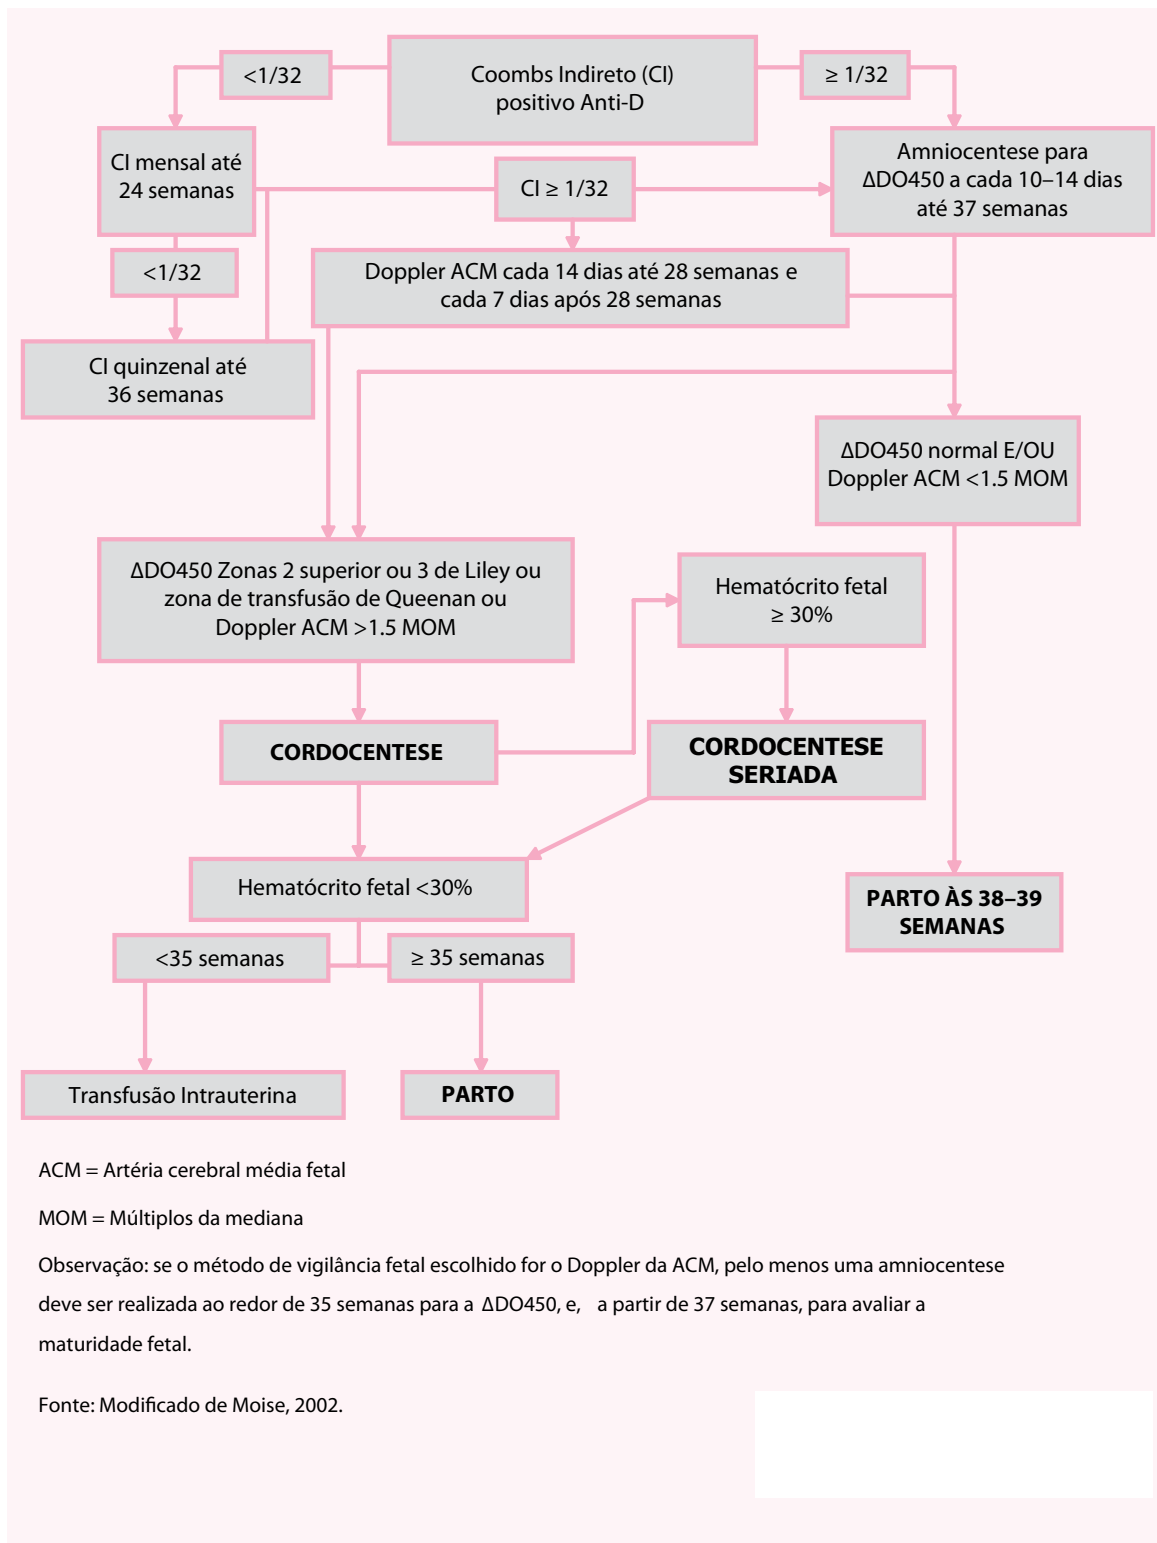 <1/32
Coombs Indireto (CI)
positivo Anti-D
≥ 1/32
CI mensal até
24 semanas
CI ≥ 1/32
Amniocentese para
ΔDO450 a cada 10–14 dias
até 37 semanas
<1/32
Doppler ACM cada 14 dias até 28 semanas e
cada 7 dias após 28 semanas
CI quinzenal até
36 semanas
ΔDO450 normal E/OU
Doppler ACM <1.5 MOM
ΔDO450 Zonas 2 superior ou 3 de Liley ou
zona de transfusão de Queenan ou
Doppler ACM >1.5 MOM
Hematócrito fetal
≥ 30%
CORDOCENTESE
CORDOCENTESE
SERIADA
Hematócrito fetal <30%
PARTO ÀS 38–39
SEMANAS
<35 semanas
≥ 35 semanas
Transfusão Intrauterina
PARTO
ACM = Artéria cerebral média fetal
MOM = Múltiplos da mediana
Observação: se o método de vigilância fetal escolhido for o Doppler da ACM, pelo menos uma amniocentese
deve ser realizada ao redor de 35 semanas para a ΔDO450, e, a partir de 37 semanas, para avaliar a
maturidade fetal.
Fonte: Modificado de Moise, 2002.